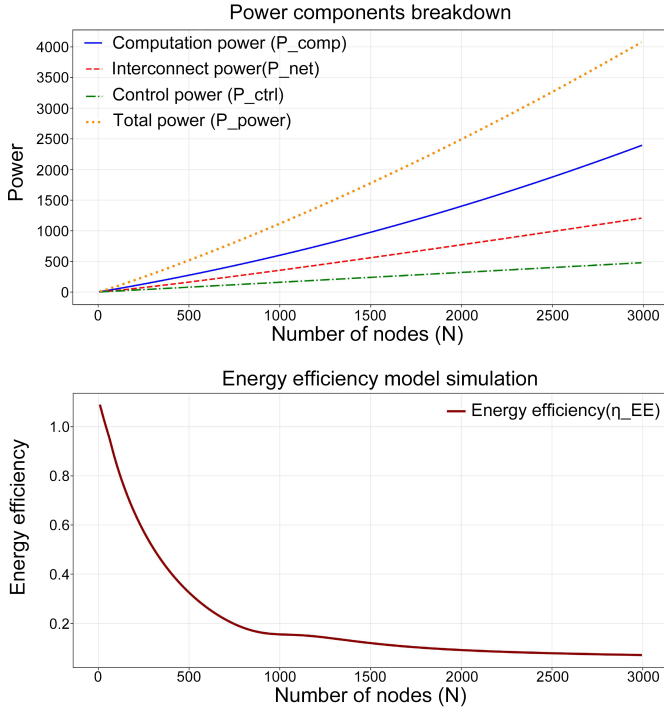 Power components breakdown
Computation power (P_comp)
Interconnect power(P_net)
Control power (P_ctrl)
Total power (P_power)
Power
4000
3500
3000
2500
2000
1500
1000
500
0
0 500 1000 1500 2000 2500 3000
Number of nodes (N)
Energy efficiency model simulation
Energy efficiency(η_EE)
Energy efficiency
1.0
0.8
0.6
0.4
0.2
0 500 1000 1500 2000 2500 3000
Number of nodes (N)